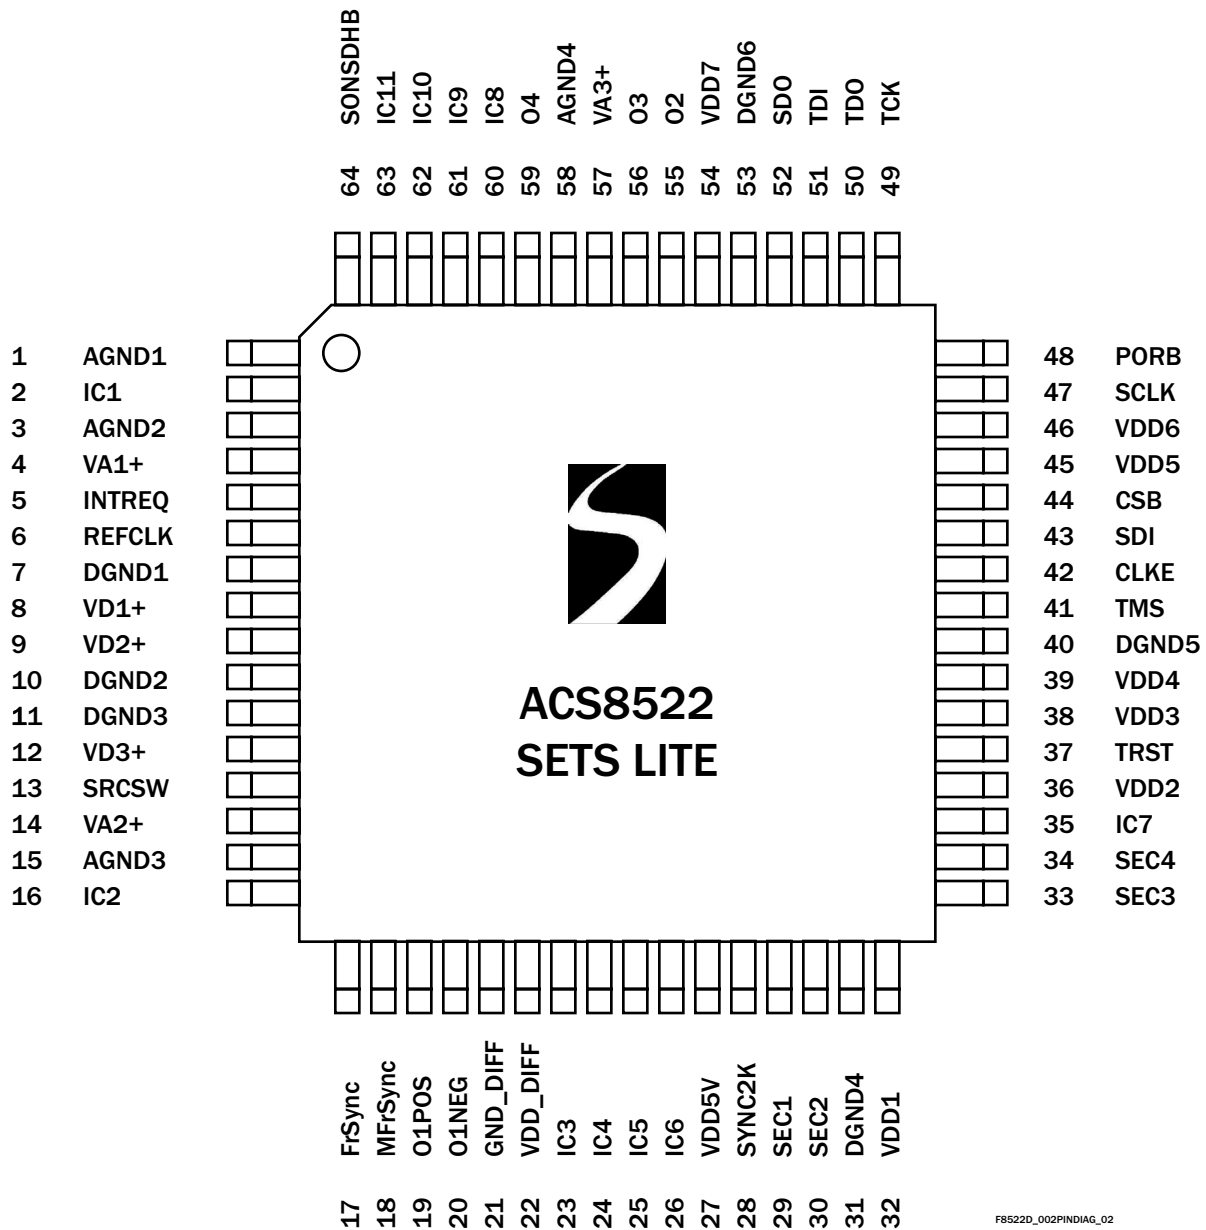 SONSDHB
IC11
IC10
IC9
IC8
O4
AGND4
VA3+
O3
O2
VDD7
DGND6
SDO
TDI
TDO
TCK
64
63
62
61
60
59
58
57
56
55
54
53
52
51
50
49
1 AGND1
2 IC1
3 AGND2
4 VA1+
5 INTREQ
6 REFCLK
7 DGND1
8 VD1+
9 VD2+
10 DGND2
11 DGND3
12 VD3+
13 SRCSW
14 VA2+
15 AGND3
16 IC2
ACS8522
SETS LITE
48 PORB
47 SCLK
46 VDD6
45 VDD5
44 CSB
43 SDI
42 CLKE
41 TMS
40 DGND5
39 VDD4
38 VDD3
37 TRST
36 VDD2
35 IC7
34 SEC4
33 SEC3
FrSync
MFrSync
O1POS
O1NEG
GND_DIFF
VDD_DIFF
IC3
IC4
IC5
IC6
VDD5V
SYNC2K
SEC1
SEC2
DGND4
VDD1
17
18
19
20
21
22
23
24
25
26
27
28
29
30
31
32
F8522D_002PINDIAG_02